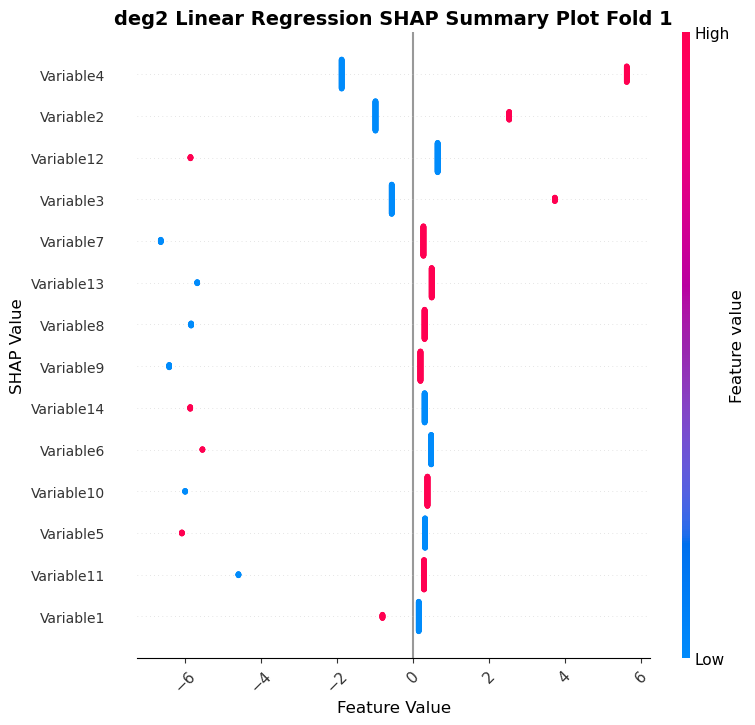 deg2 Linear Regression SHAP Summary Plot Fold 1
High
Variable4
Variable2
Variable12
Variable3
Variable7
Variable13
Variable8
Variable9
Variable14
Variable6
Variable10
Variable5
Variable11
Variable1
SHAP Value
Feature value
Low
−6 −4 −2 0 2 4 6
Feature Value